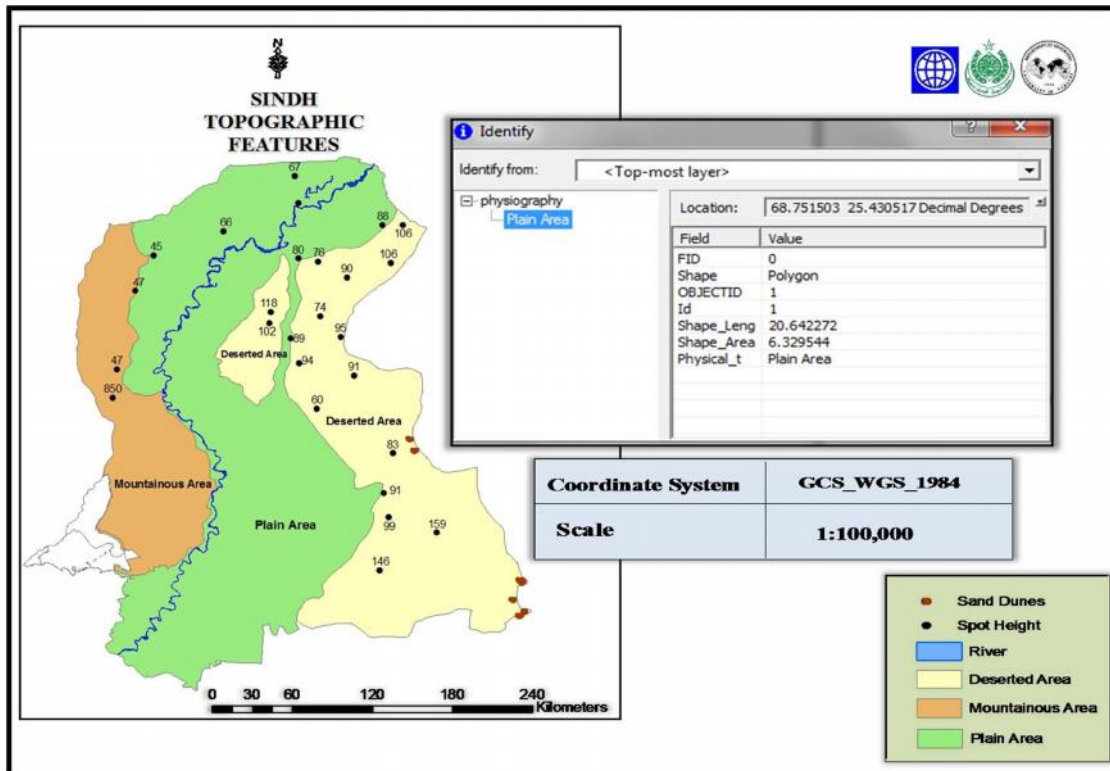 N
SINDH
TOPOGRAPHIC
FEATURES
67
66
88
106
45
80
76
106
47
90
118
74
102
95
69
Deserted Area
94
47
91
850
60
Deserted Area
83
Mountainous Area
91
Plain Area
99
159
146
0 30 60 120 180 240
Kilometers
Identify
Identify from: <Top-most layer>
physiography
Plain Area
Location: 68.751503 25.430517 Decimal Degrees
Field Value
FID 0
Shape Polygon
OBJECTID 1
Id 1
Shape_Leng 20.642272
Shape_Area 6.329544
Physical_t Plain Area
Coordinate System GCS_WGS_1984
Scale 1:100,000
Sand Dunes
Spot Height
River
Deserted Area
Mountainous Area
Plain Area